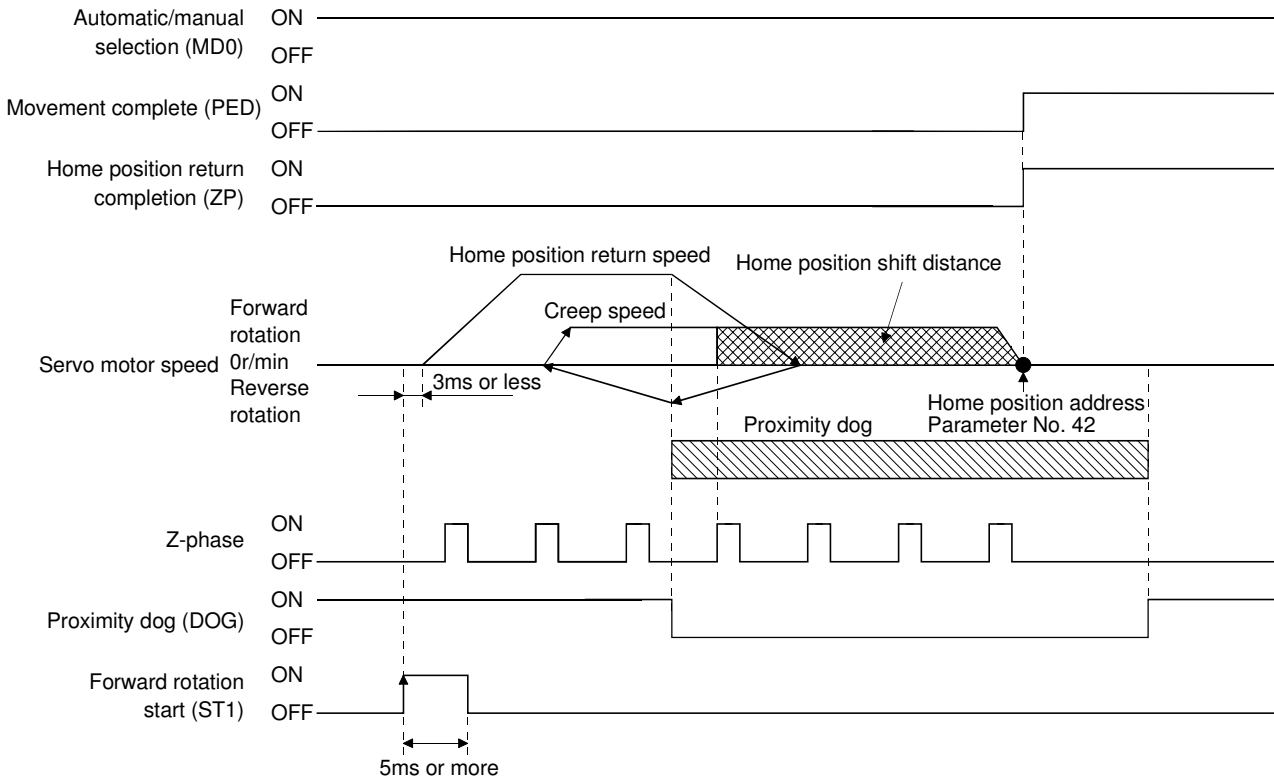 Automatic/manual
selection (MD0)
ON
OFF
Movement complete (PED)
ON
OFF
Home position return
completion (ZP)
ON
OFF
Home position return speed
Home position shift distance
Creep speed
Servo motor speed
Forward
rotation
0r/min
Reverse
rotation
3ms or less
Home position address
Parameter No. 42
Proximity dog
Z-phase
ON
OFF
Proximity dog (DOG)
ON
OFF
Forward rotation
start (ST1)
ON
OFF
5ms or more